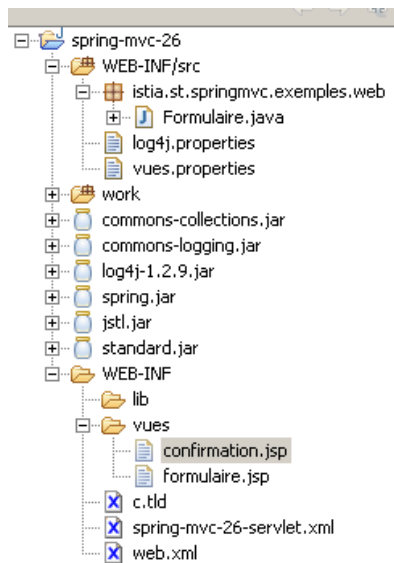 spring-mvc-26
WEB-INF/src
istia.st.springmvc.exemples.web
Formulaire.java
log4j.properties
vues.properties
work
commons-collections.jar
commons-logging.jar
log4j-1.2.9.jar
spring.jar
jstl.jar
standard.jar
WEB-INF
lib
vues
confirmation.jsp
formulaire.jsp
c.tld
spring-mvc-26-servlet.xml
web.xml